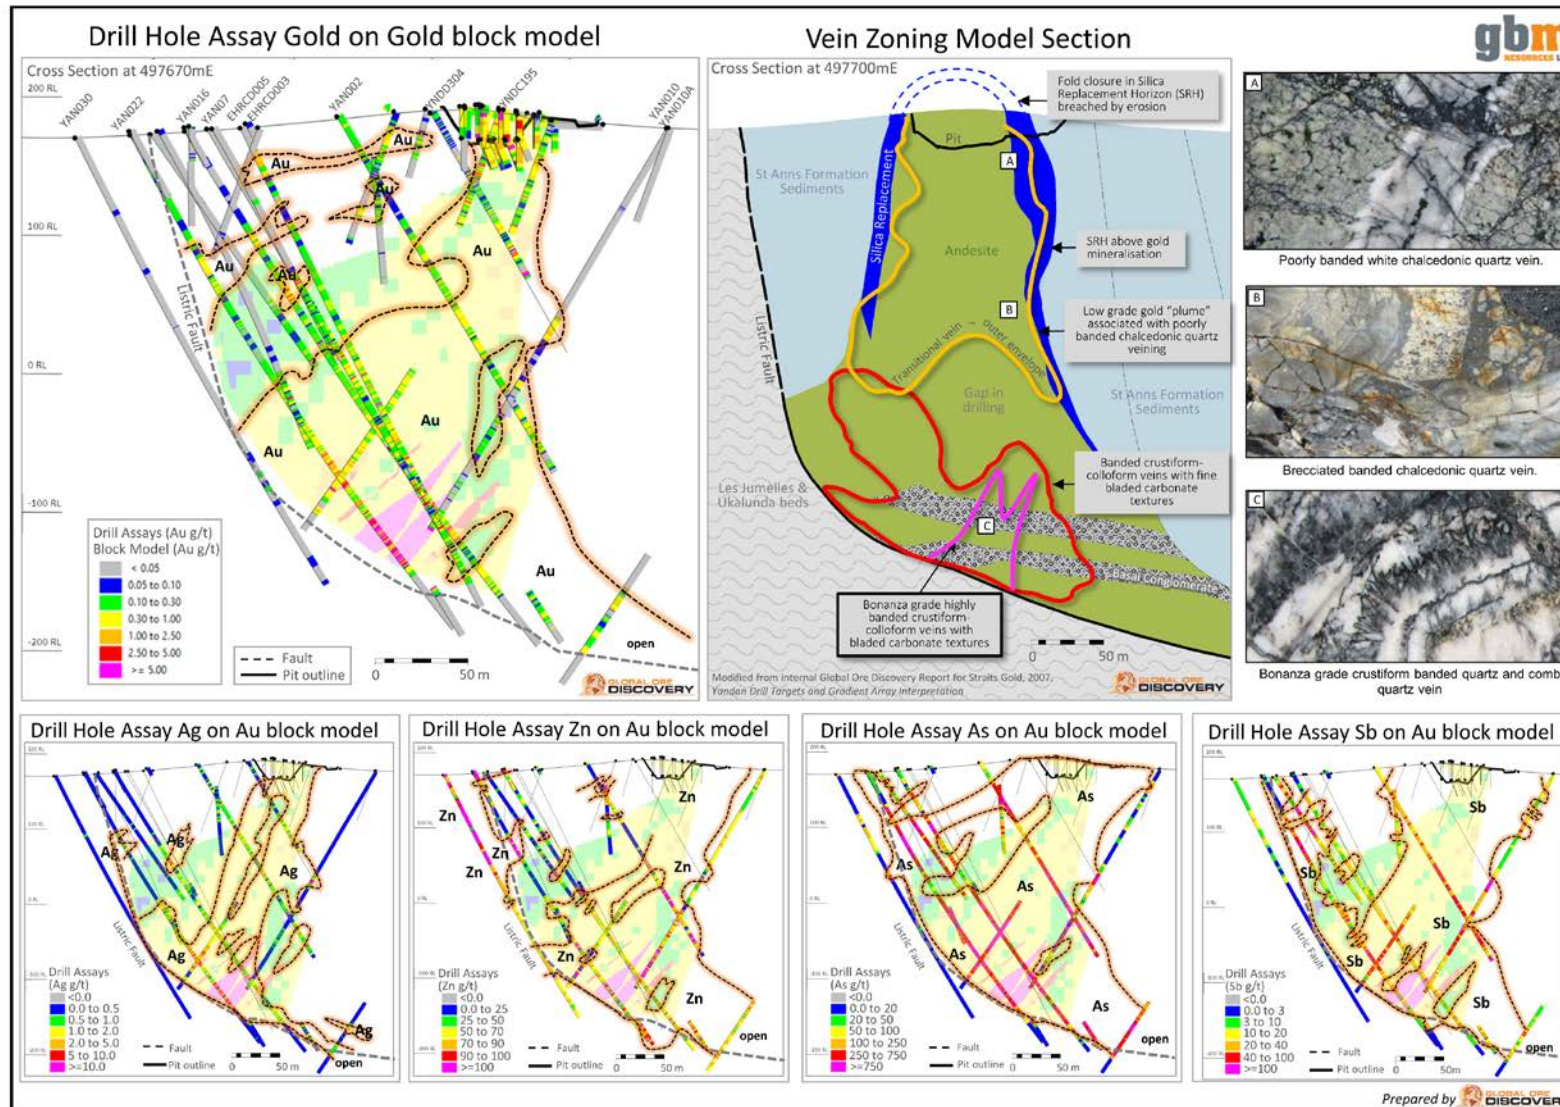 Drill Hole Assay Gold on Gold block model
Cross Section at 497670mE
200 RL
100 RL
0 RL
-100 RL
-200 RL
YAN030
YAN022
YAN016
YAN07
EHRCD005
EHRCD003
YAN002
YNDD304
YNDC195
YAN010
YAN010A
Au
Au
Au
Au
Au
Au
Au
Au
Au
Listric Fault
open
Drill Assays (Au g/t)
Block Model (Au g/t)
< 0.05
0.05 to 0.10
0.10 to 0.30
0.30 to 1.00
1.00 to 2.50
2.50 to 5.00
>= 5.00
Fault
Pit outline
0 50 m
GLOBAL ORE
DISCOVERY
Vein Zoning Model Section
Cross Section at 497700mE
Fold closure in Silica
Replacement Horizon (SRH)
breached by erosion
Pit
A
St Anns Formation
Sediments
Silica Replacement
Andesite
SRH above gold
mineralisation
B
Low grade gold "plume"
associated with poorly
banded chalcedonic quartz
veining
Listric Fault
Transitional vein – outer envelope
Gap in
drilling
St Anns Formation
Sediments
Banded crustiform-
colloform veins with fine
bladed carbonate
textures
Les Jumelles &
Ukalunda beds
C
Basal Conglomerate
Bonanza grade highly
banded crustiform-
colloform veins with
bladed carbonate textures
0 50 m
Modified from internal Global Ore Discovery Report for Straits Gold, 2007,
Yandan Drill Targets and Gradient Array Interpretation
GLOBAL ORE
DISCOVERY
gbm
RESOURCES
A
Poorly banded white chalcedonic quartz vein.
B
Brecciated banded chalcedonic quartz vein.
C
Bonanza grade crustiform banded quartz and comb
quartz vein
Drill Hole Assay Ag on Au block model
Ag
Ag
Ag
Ag
Ag
Listric Fault
open
Drill Assays
(Ag g/t)
<0.0
0.0 to 0.5
0.5 to 1.0
1.0 to 2.0
2.0 to 5.0
5 to 10.0
>=10.0
Fault
Pit outline
0 50 m
Drill Hole Assay Zn on Au block model
Zn
Zn
Zn
Zn
Zn
Zn
Zn
Listric Fault
open
Drill Assays
(Zn g/t)
<0.0
0.0 to 25
25 to 50
50 to 70
70 to 90
90 to 100
>=100
Fault
Pit outline
0 50 m
Drill Hole Assay As on Au block model
As
As
As
As
As
Listric Fault
open
Drill Assays
(As g/t)
<0.0
0.0 to 20
20 to 50
50 to 100
100 to 250
250 to 750
>=750
Fault
Pit outline
0 50m
Drill Hole Assay Sb on Au block model
Sb
Sb
Sb
Sb
Sb
Listric Fault
open
Drill Assays
(Sb g/t)
<0.0
0.0 to 3
3 to 10
10 to 20
20 to 40
40 to 100
>=100
Fault
Pit outline
0 50 m
Prepared by GLOBAL ORE
DISCOVERY